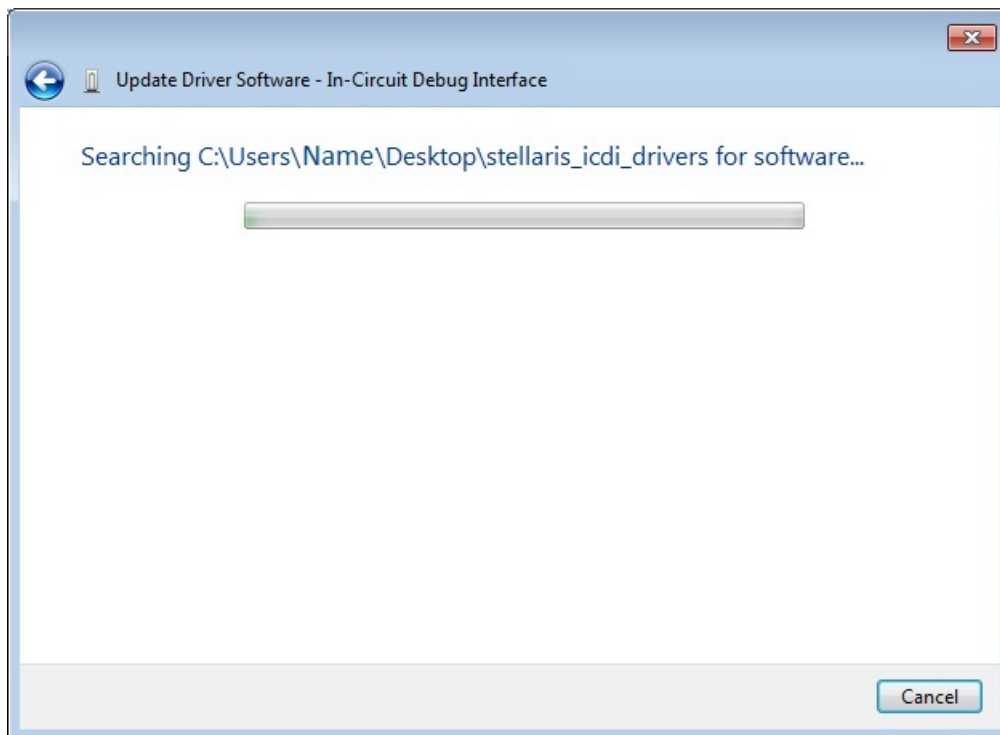 Update Driver Software - In-Circuit Debug Interface
Searching C:\Users\Name\Desktop\stellaris_icdi_drivers for software...
Cancel